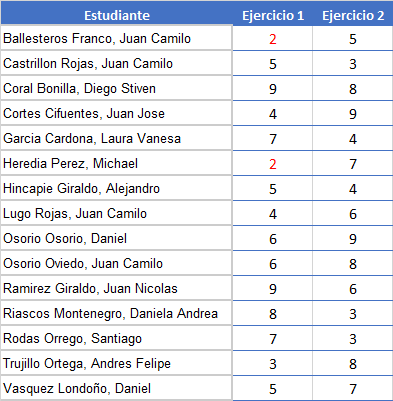 Estudiante Ejercicio 1 Ejercicio 2
Ballesteros Franco, Juan Camilo 2 5
Castrillon Rojas, Juan Camilo 5 3
Coral Bonilla, Diego Stiven 9 8
Cortes Cifuentes, Juan Jose 4 9
Garcia Cardona, Laura Vanesa 7 4
Heredia Perez, Michael 2 7
Hincapie Giraldo, Alejandro 5 4
Lugo Rojas, Juan Camilo 4 6
Osorio Osorio, Daniel 6 9
Osorio Oviedo, Juan Camilo 6 8
Ramirez Giraldo, Juan Nicolas 9 6
Riascos Montenegro, Daniela Andrea 8 3
Rodas Orrego, Santiago 7 3
Trujillo Ortega, Andres Felipe 3 8
Vasquez Londoño, Daniel 5 7